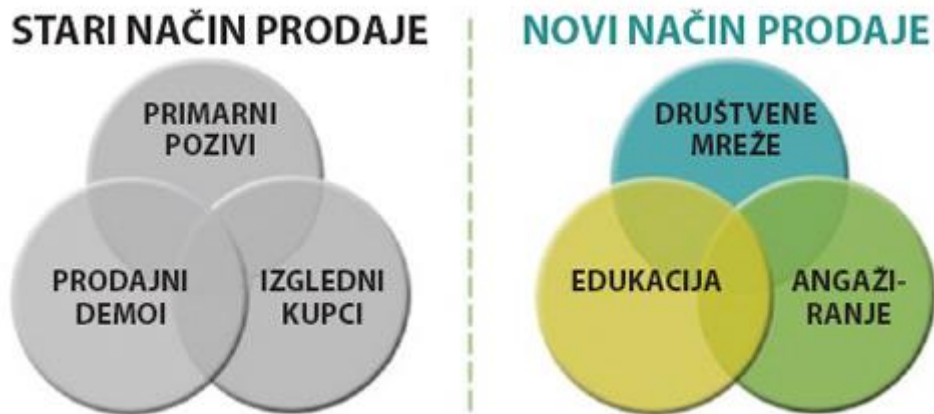 STARI NAČIN PRODAJE
PRIMARNI
POZIVI
PRODAJNI
DEMOI
IZGLEDNI
KUPCI
NOVI NAČIN PRODAJE
DRUŠTVENE
MREŽE
EDUKACIJA
ANGAŽI-
RANJE